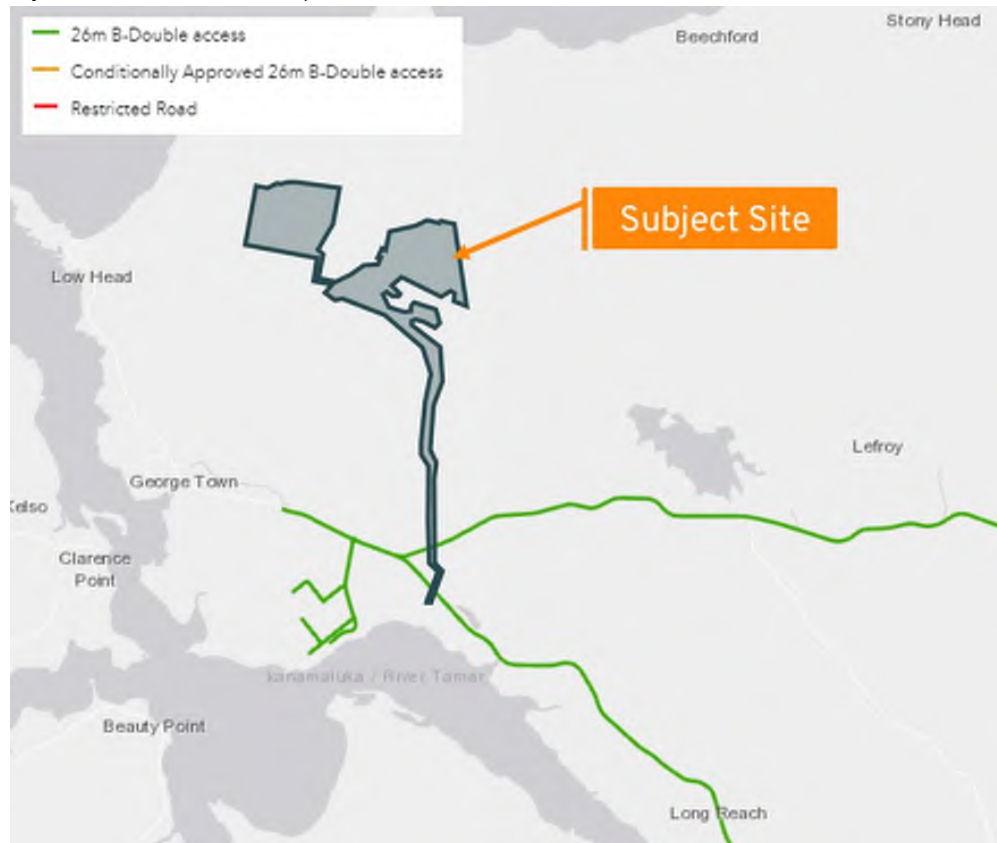 26m B-Double access
Conditionally Approved 26m B-Double access
Restricted Road
Stony Head
Beechford
Subject Site
Low Head
Lefroy
George Town
Kelso
Clarence
Point
kanamaluka / River Tamar
Beauty Point
Long Reach